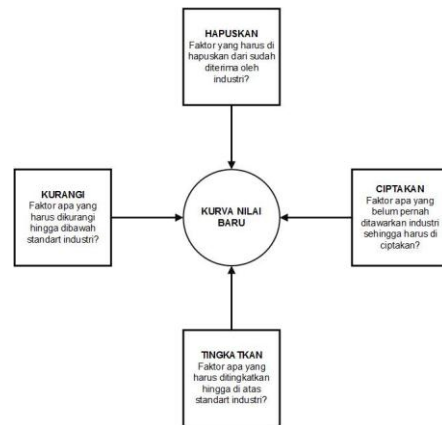 HAPUSKAN
Faktor yang harus di
hapuskan dari sudah
diterima oleh
industri?
KURANGI
Faktor apa yang
harus dikurangi
hingga dibawah
standart industri?
KURVA NILAI
BARU
CIPTAKAN
Faktor apa yang
belum pernah
ditawarkan industri
sehingga harus di
ciptakan?
TINGKATKAN
Faktor apa yang
harus ditingkatkan
hingga di atas
standart industri?